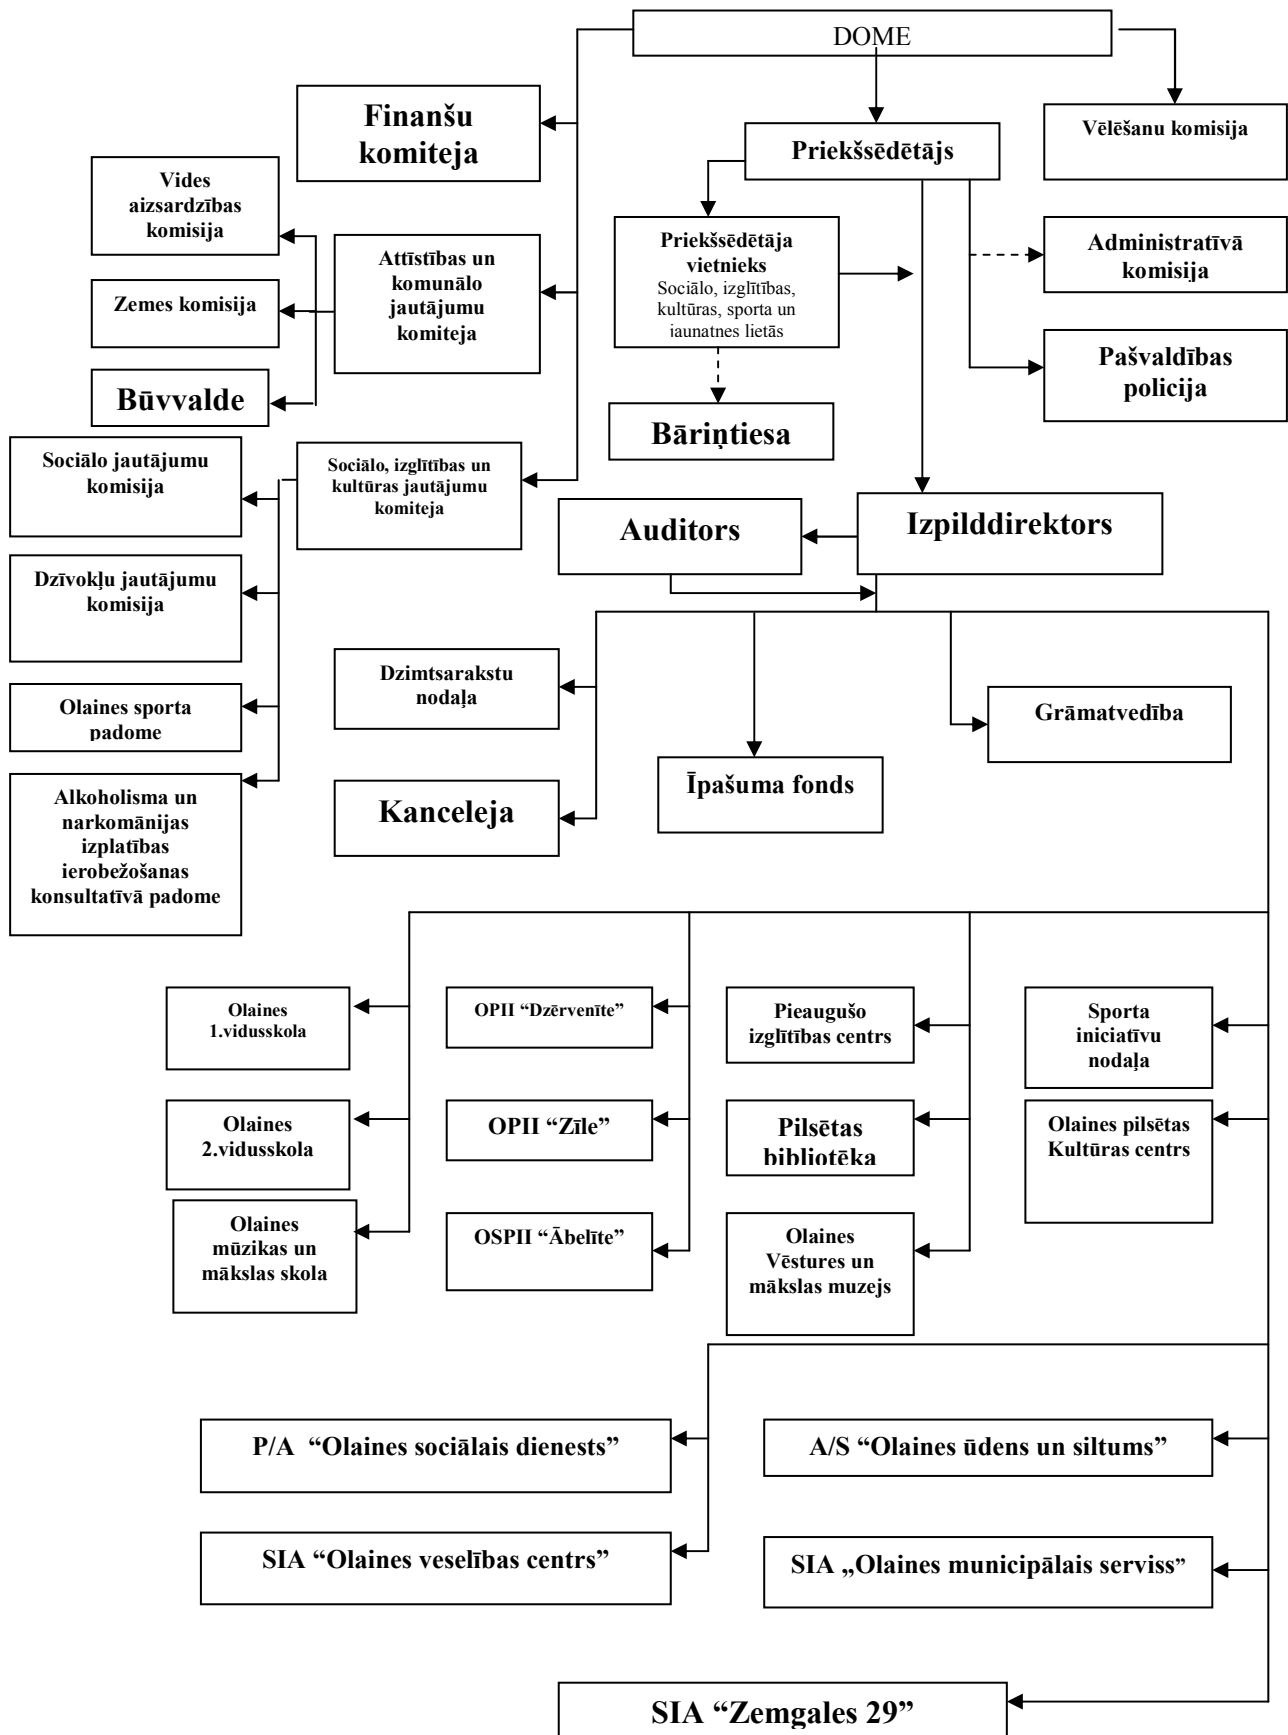 DOME
Finanšu
komiteja
Vēlēšanu komisija
Priekšsēdētājs
Vides
aizsardzības
komisija
Priekšsēdētāja
vietnieks
Sociālo, izglītības,
kultūras, sporta un
jaunatnes lietās
Administratīvā
komisija
Attīstības un
komunālo
jautājumu
komiteja
Zemes komisija
Pašvaldības
policija
Būvvalde
Bāriņtiesa
Sociālo jautājumu
komisija
Sociālo, izglītības un
kultūras jautājumu
komiteja
Auditors
Izpilddirektors
Dzīvokļu jautājumu
komisija
Dzimtsarakstu
nodaļa
Olaines sporta
padome
Grāmatvedība
Īpašuma fonds
Kanceleja
Alkoholisma un
narkomānijas
izplatības
ierobežošanas
konsultatīvā padome
Olaines
1.vidusskola
OPII “Dzērvenīte”
Pieaugušo
izglītības centrs
Sporta
iniciatīvu
nodaļa
Olaines
2.vidusskola
OPII “Zīle”
Pilsētas
bibliotēka
Olaines pilsētas
Kultūras centrs
Olaines
mūzikas un
mākslas skola
OSPII “Ābelīte”
Olaines
Vēstures un
mākslas muzejs
P/A “Olaines sociālais dienests”
A/S “Olaines ūdens un siltums”
SIA “Olaines veselības centrs”
SIA „Olaines municipālais serviss”
SIA “Zemgales 29”